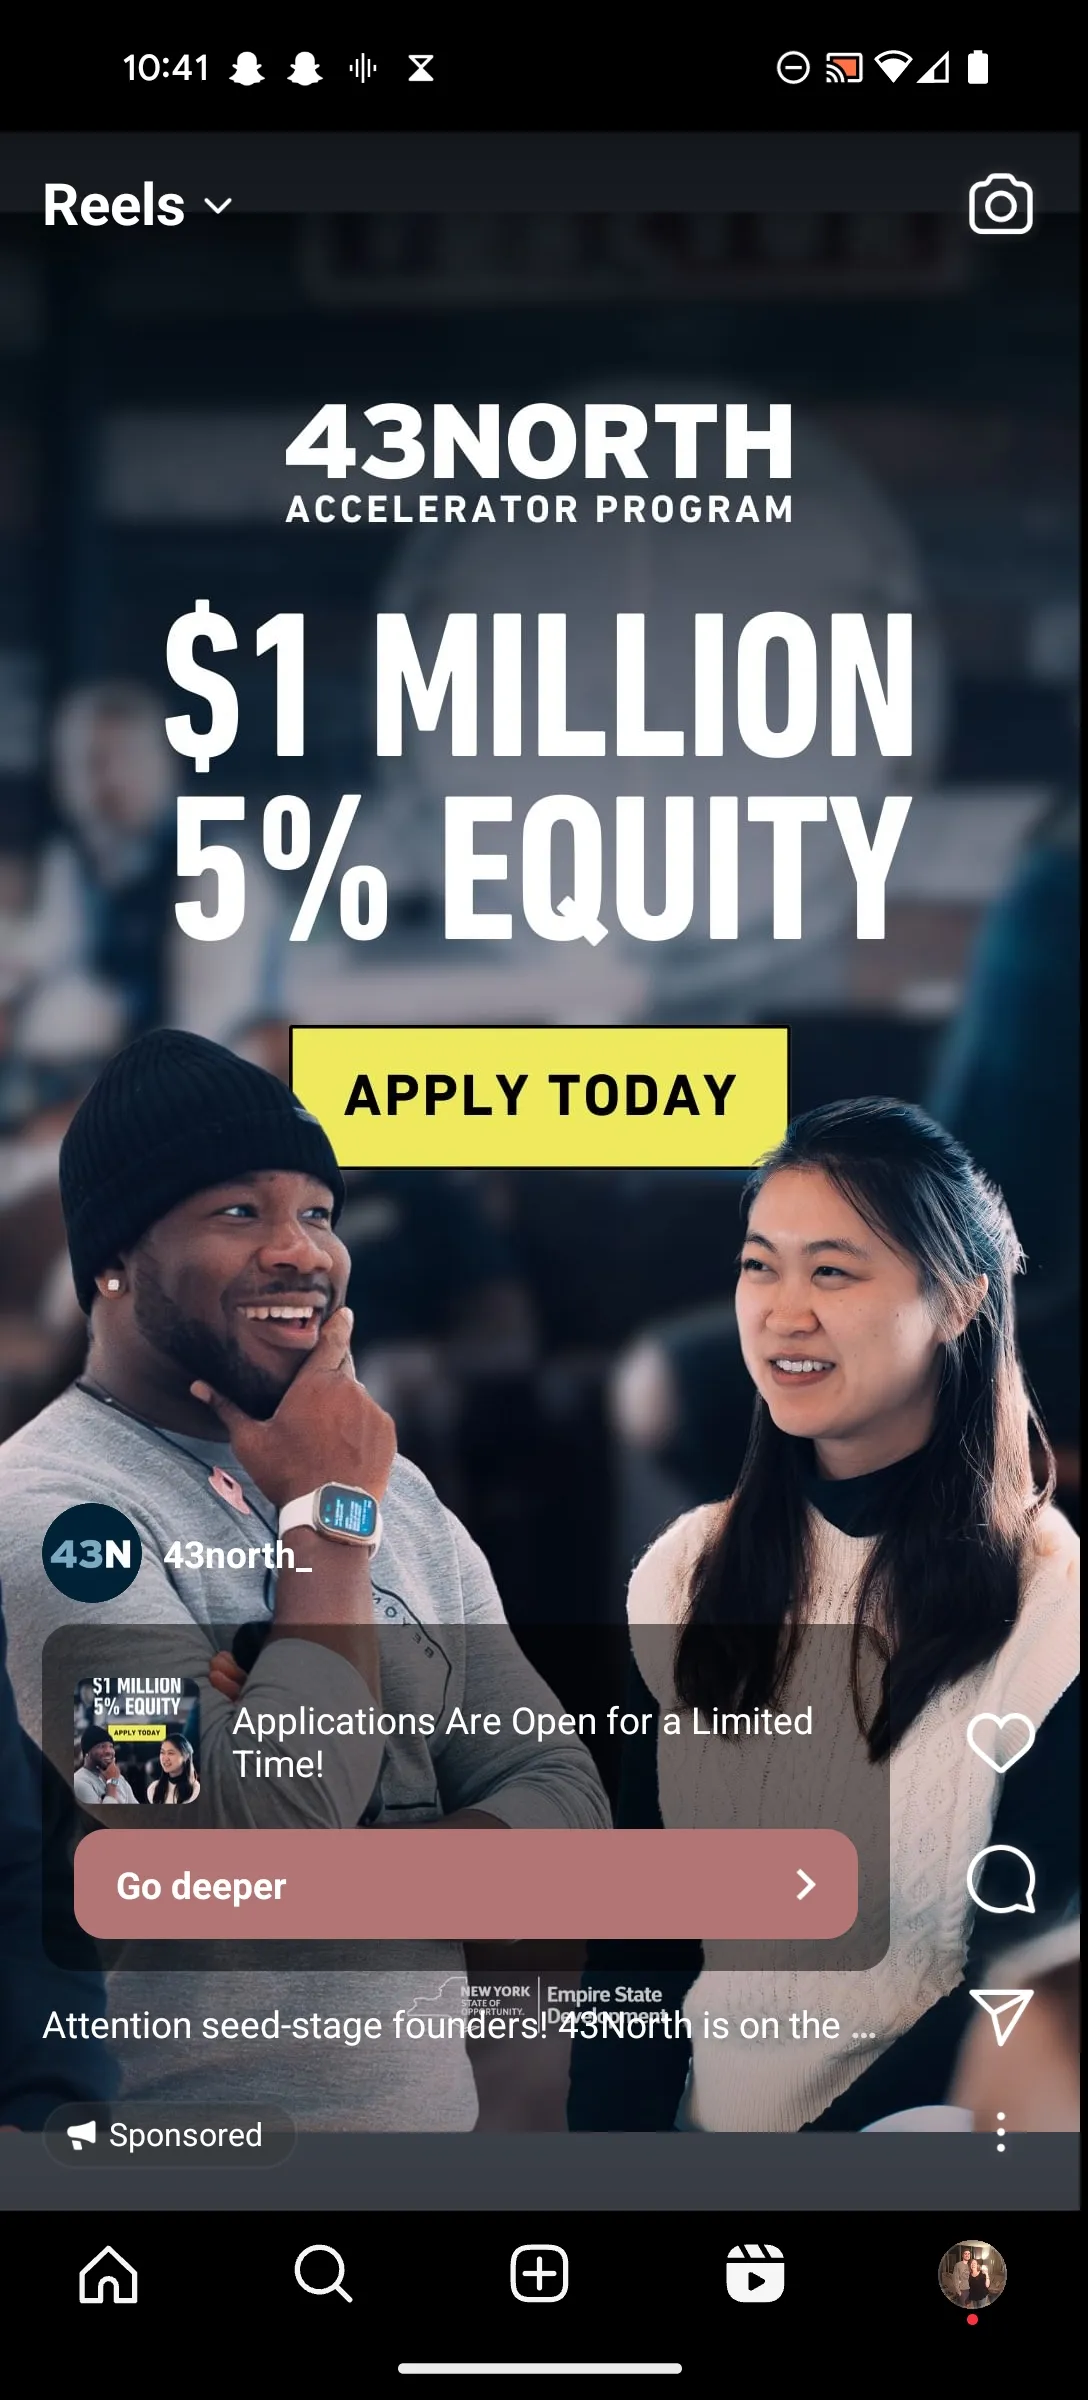 10:41
Reels
43NORTH
ACCELERATOR PROGRAM
$1 MILLION
5% EQUITY
APPLY TODAY
43N
43north_
$1 MILLION
5% EQUITY
APPLY TODAY
Applications Are Open for a Limited
Time!
Go deeper
NEW YORK
STATE OF
OPPORTUNITY.
Empire State
Development
Attention seed-stage founders! 43North is on the ...
Sponsored